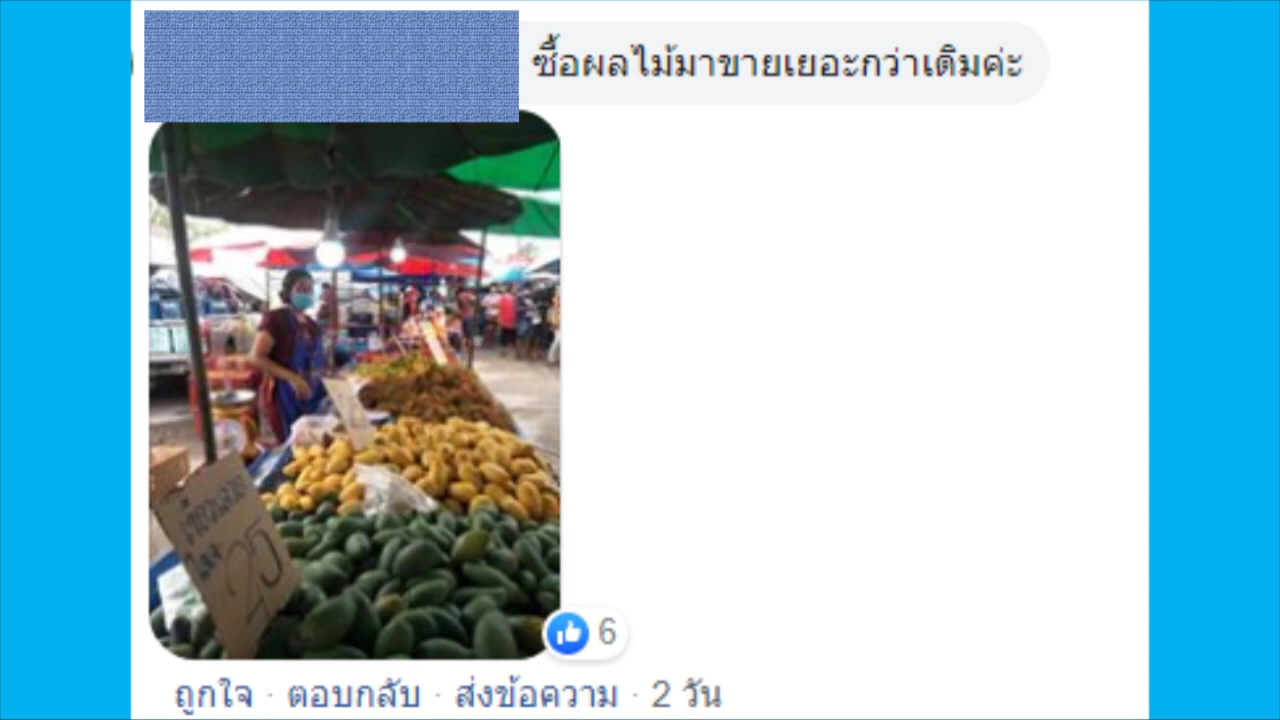 ซื้อผลไม้มาขายเยอะกว่าเดิมค่ะ
25
6
ถูกใจ · ตอบกลับ · ส่งข้อความ · 2 วัน